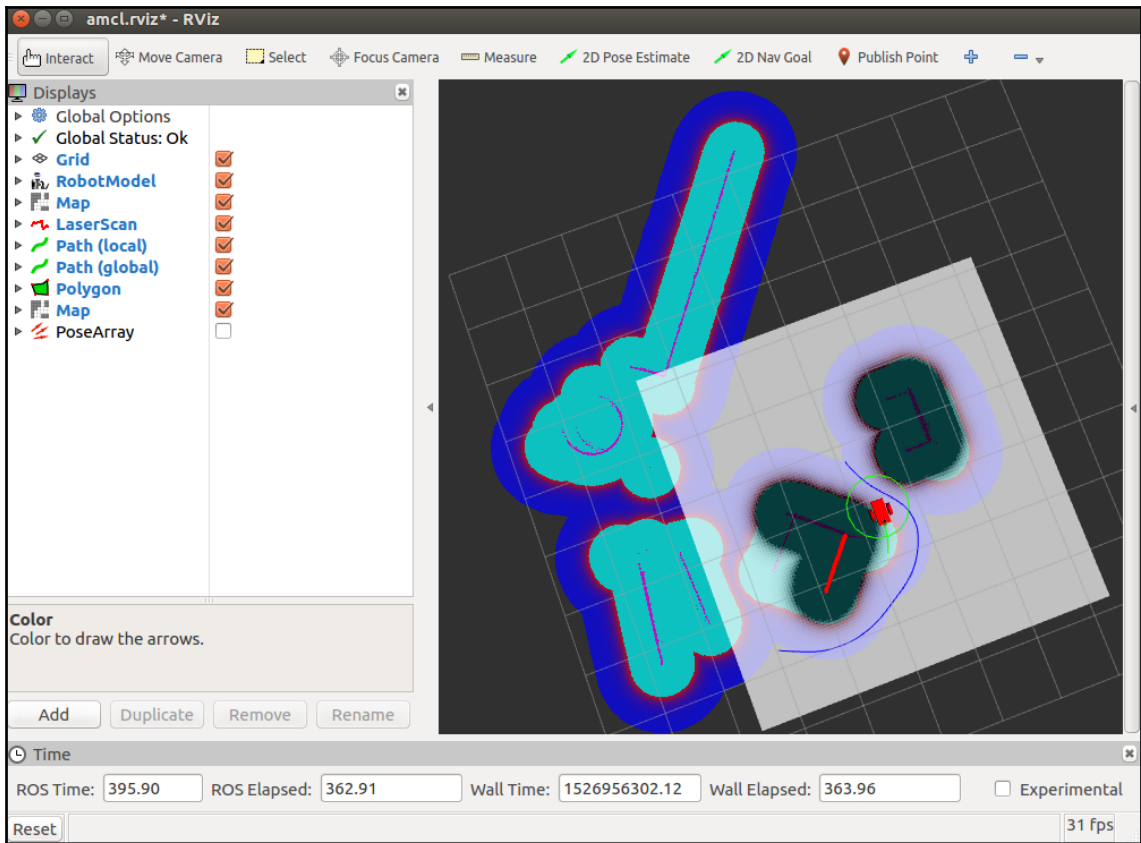 amcl.rviz* - RViz
Interact Move Camera Select Focus Camera Measure 2D Pose Estimate 2D Nav Goal Publish Point
Displays
Global Options
Global Status: Ok
Grid
RobotModel
Map
LaserScan
Path (local)
Path (global)
Polygon
Map
PoseArray
Color
Color to draw the arrows.
Add Duplicate Remove Rename
Time
ROS Time: 395.90 ROS Elapsed: 362.91 Wall Time: 1526956302.12 Wall Elapsed: 363.96 Experimental
Reset 31 fps